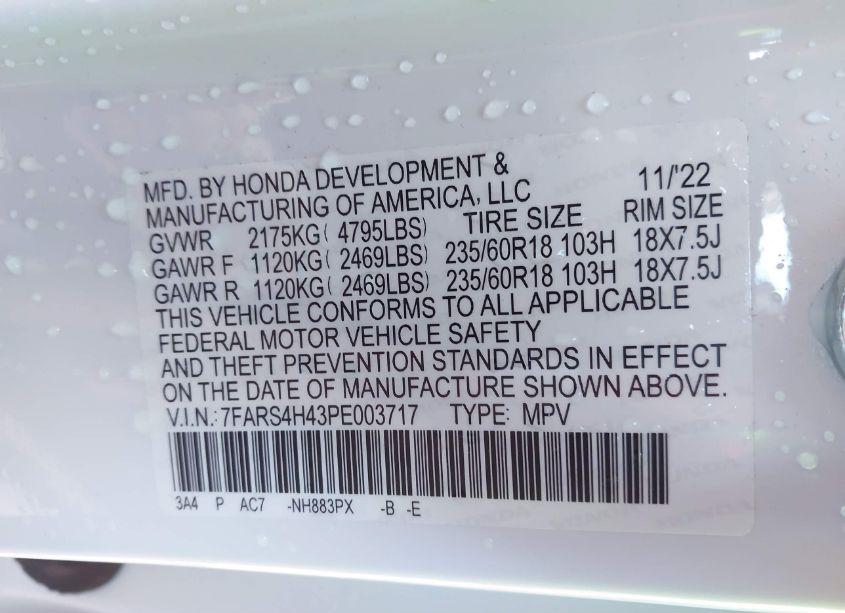 MFD. BY HONDA DEVELOPMENT & 11/'22
MANUFACTURING OF AMERICA, LLC
TIRE SIZE RIM SIZE
GVWR 2175KG( 4795LBS)
GAWR F 1120KG( 2469LBS) 235/60R18 103H 18X7.5J
GAWR R 1120KG( 2469LBS) 235/60R18 103H 18X7.5J
THIS VEHICLE CONFORMS TO ALL APPLICABLE
FEDERAL MOTOR VEHICLE SAFETY
AND THEFT PREVENTION STANDARDS IN EFFECT
ON THE DATE OF MANUFACTURE SHOWN ABOVE.
V.I.N.: 7FARS4H43PE003717 TYPE: MPV
3A4 P AC7 -NH883PX -B -E